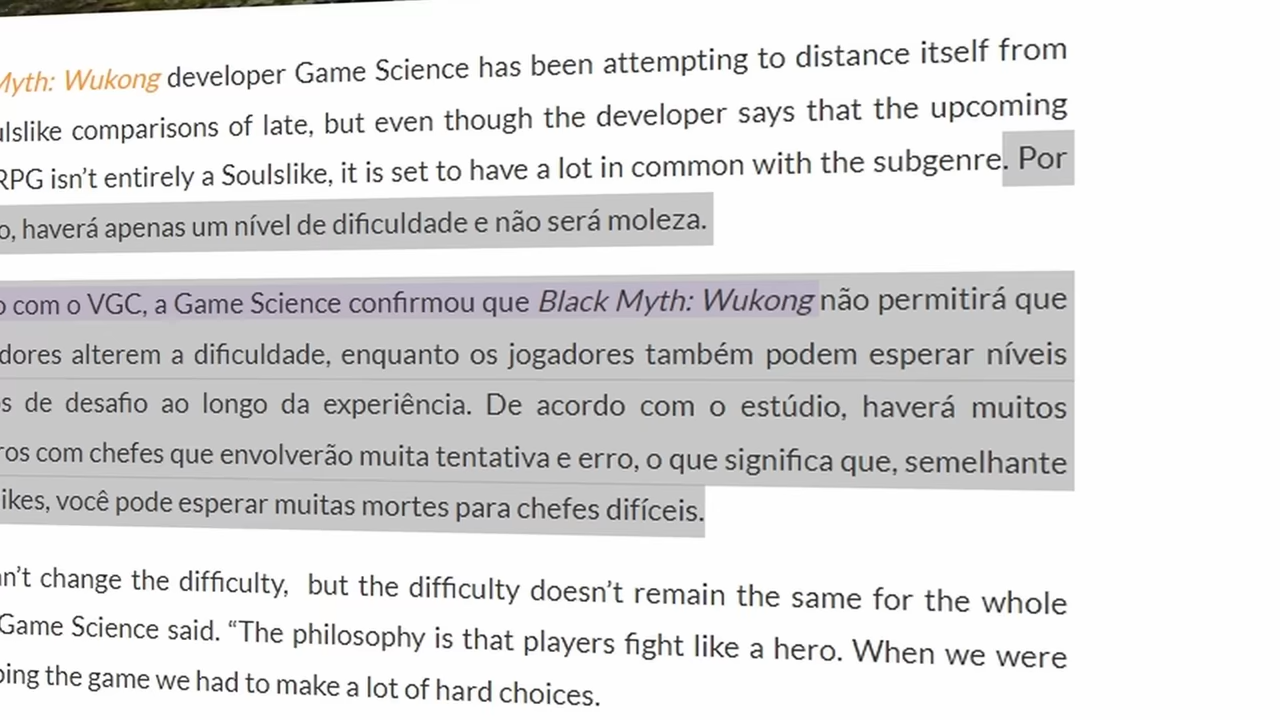 Myth: Wukong developer Game Science has been attempting to distance itself from
comparisons of late, but even though the developer says that the upcoming
RPG isn’t entirely a Soulslike, it is set to have a lot in common with the subgenre. Por
haverá apenas um nível de dificuldade e não será moleza.
com o VGC, a Game Science confirmou que Black Myth: Wukong não permitirá que
alterem a dificuldade, enquanto os jogadores também podem esperar níveis
de desafio ao longo da experiência. De acordo com o estúdio, haverá muitos
com chefes que envolverão muita tentativa e erro, o que significa que, semelhante
você pode esperar muitas mortes para chefes difíceis.
change the difficulty, but the difficulty doesn’t remain the same for the whole
Game Science said. “The philosophy is that players fight like a hero. When we were
the game we had to make a lot of hard choices.